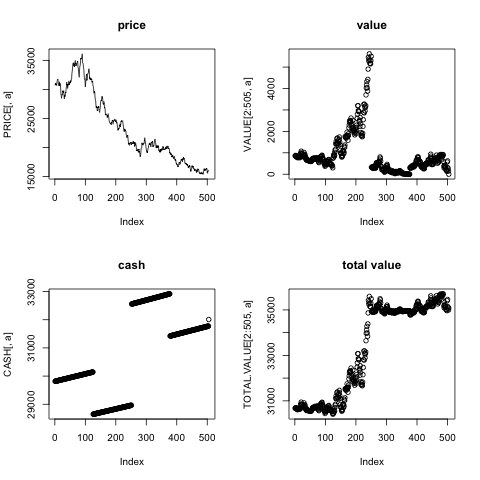 price
PRICE[, a]
15000 25000 35000
0 100 200 300 400 500
Index
value
VALUE[2:505, a]
0 2000 4000
0 100 200 300 400 500
Index
cash
CASH[, a]
29000 31000 33000
0 100 200 300 400 500
Index
total value
TOTAL.VALUE[2:505, a]
31000 35000
0 100 200 300 400 500
Index